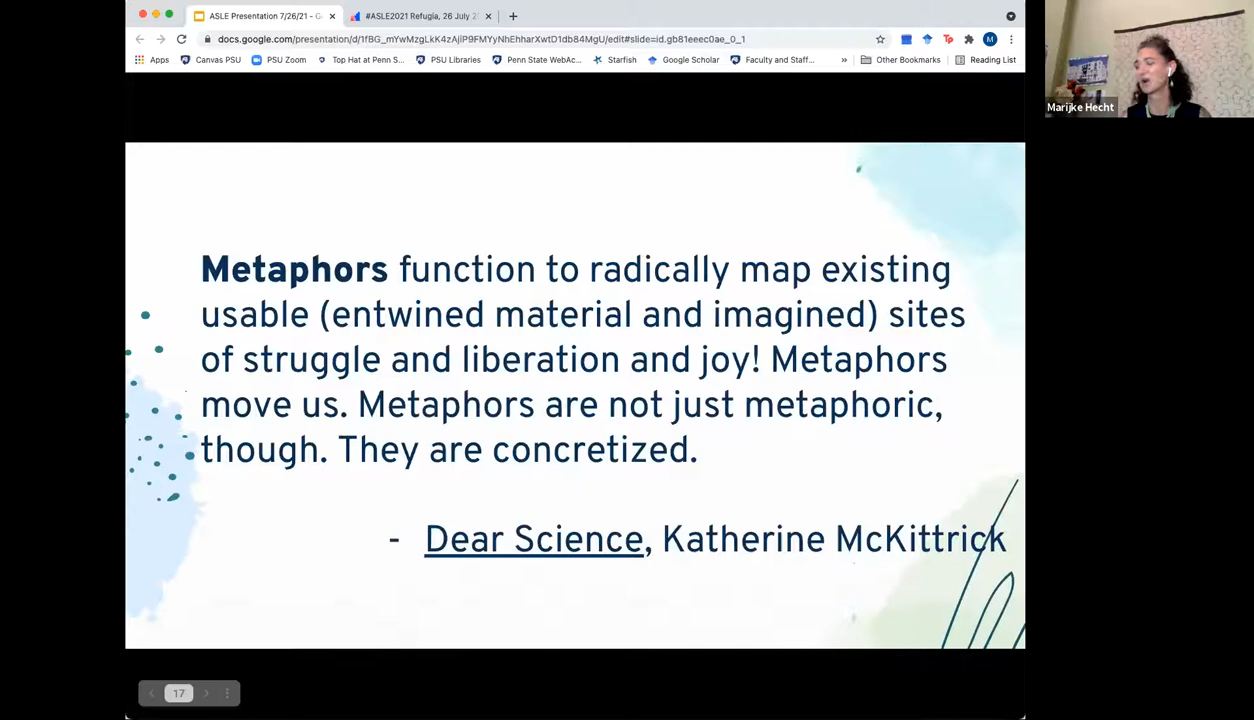 ASLE Presentation 7/26/21 - G
#ASLE2021 Refugia, 26 July 2
docs.google.com/presentation/d/1fBG_mYwMzgLkK4zAjlP9FMYyNhEhharXwtD1db84MgU/edit#slide=id.gb81eeec0ae_0_1
M
Apps
Canvas PSU
PSU Zoom
Top Hat at Penn S...
PSU Libraries
Penn State WebAc...
Starfish
Google Scholar
Faculty and Staff...
»
Other Bookmarks
Reading List
Marijke Hecht
Metaphors function to radically map existing
usable (entwined material and imagined) sites
of struggle and liberation and joy! Metaphors
move us. Metaphors are not just metaphoric,
though. They are concretized.
- Dear Science, Katherine McKittrick
17